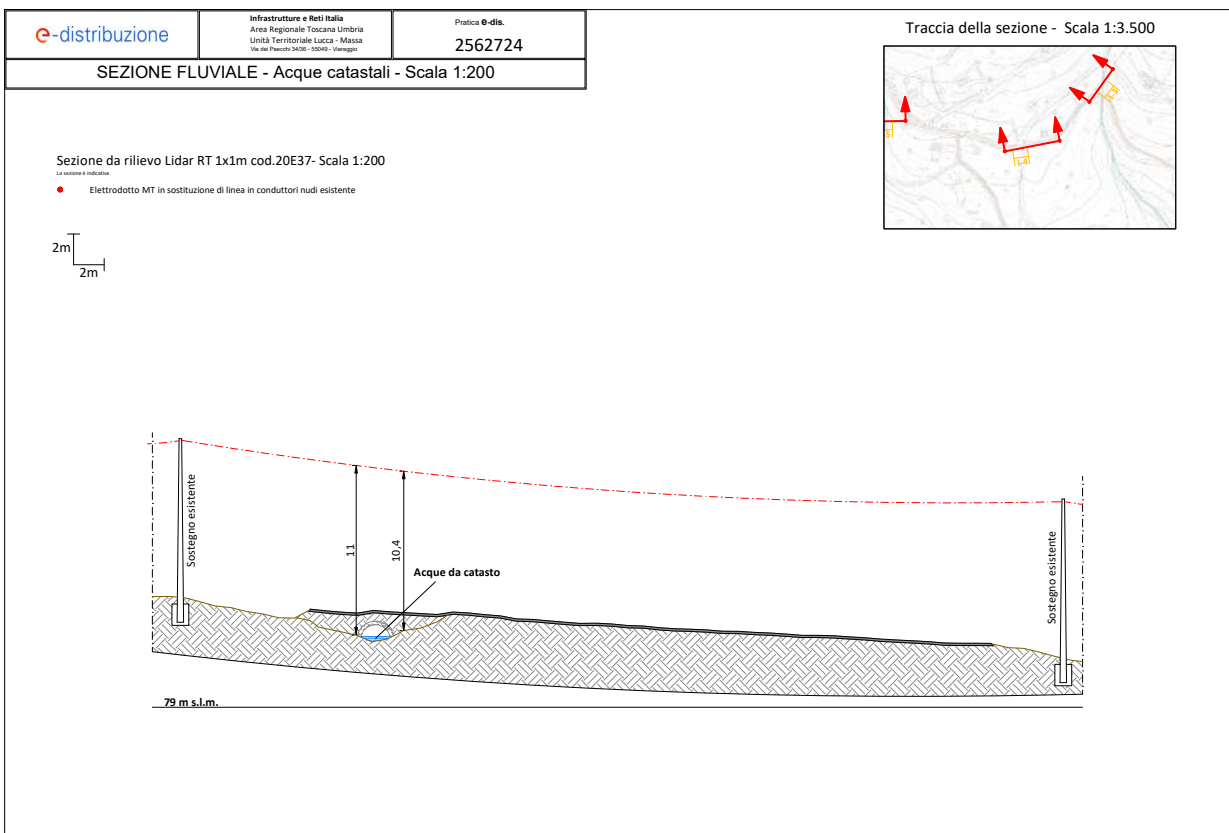 e-distribuzione
Infrastrutture e Reti Italia
Area Regionale Toscana Umbria
Unità Territoriale Lucca - Massa
Via dei Pescchi 34/36 - 55049 - Viareggio
Pratica e-dis.
2562724
SEZIONE FLUVIALE - Acque catastali - Scala 1:200
Traccia della sezione - Scala 1:3.500
Sezione da rilievo Lidar RT 1x1m cod.20E37- Scala 1:200
La sezione è indicativa
Elettrodotto MT in sostituzione di linea in conduttori nudi esistente
2m
2m
Sostegno esistente
11
10,4
Acque da catasto
Sostegno esistente
79 m s.l.m.